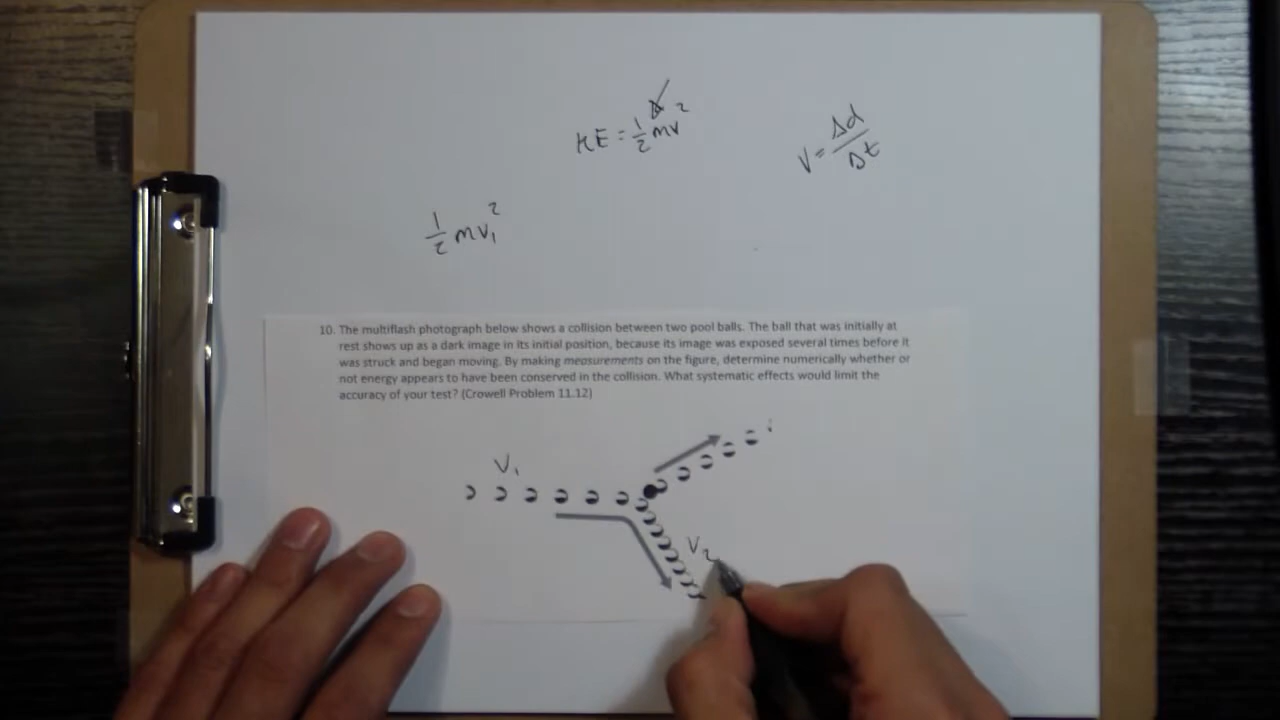 KE = 1/2 mv²
V = Δd/Δt
1/2 mv₁²
10. The multiflash photograph below shows a collision between two pool balls. The ball that was initially at
rest shows up as a dark image in its initial position, because its image was exposed several times before it
was struck and began moving. By making measurements on the figure, determine numerically whether or
not energy appears to have been conserved in the collision. What systematic effects would limit the
accuracy of your test? (Crowell Problem 11.12)
V₁
V₂